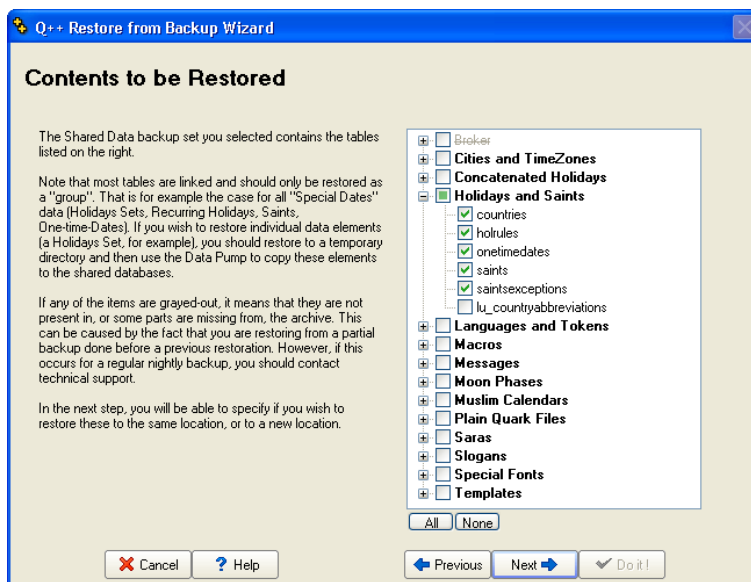 Q++ Restore from Backup Wizard
Contents to be Restored
The Shared Data backup set you selected contains the tables
listed on the right.
Note that most tables are linked and should only be restored as
a "group". That is for example the case for all "Special Dates"
data (Holidays Sets, Recurring Holidays, Saints,
One-time-Dates). If you wish to restore individual data elements
(a Holidays Set, for example), you should restore to a temporary
directory and then use the Data Pump to copy these elements
to the shared databases.
If any of the items are grayed-out, it means that they are not
present in, or some parts are missing from, the archive. This
can be caused by the fact that you are restoring from a partial
backup done before a previous restoration. However, if this
occurs for a regular nightly backup, you should contact
technical support.
In the next step, you will be able to specify if you wish to
restore these to the same location, or to a new location.
Broker
Cities and TimeZones
Concatenated Holidays
Holidays and Saints
countries
holrules
onetimedates
saints
saintsexceptions
lu_countryabbreviations
Languages and Tokens
Macros
Messages
Moon Phases
Muslim Calendars
Plain Quark Files
Saras
Slogans
Special Fonts
Templates
All None
Cancel ? Help Previous Next Do it!